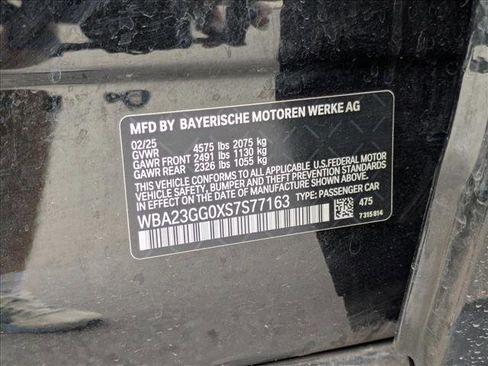 MFD BY BAYERISCHE MOTOREN WERKE AG
02/25
GVWR 4575 lbs 2075 kg
GAWR FRONT 2491 lbs 1130 kg
GAWR REAR 2326 lbs 1055 kg
THIS VEHICLE CONFORMS TO ALL APPLICABLE U.S. FEDERAL MOTOR
VEHICLE SAFETY, BUMPER, AND THEFT PREVENTION STANDARDS
IN EFFECT ON THE DATE OF MANUFACTURE SHOWN ABOVE.
WBA23GG0XS7S77163 TYPE: PASSENGER CAR
475
7 315 814